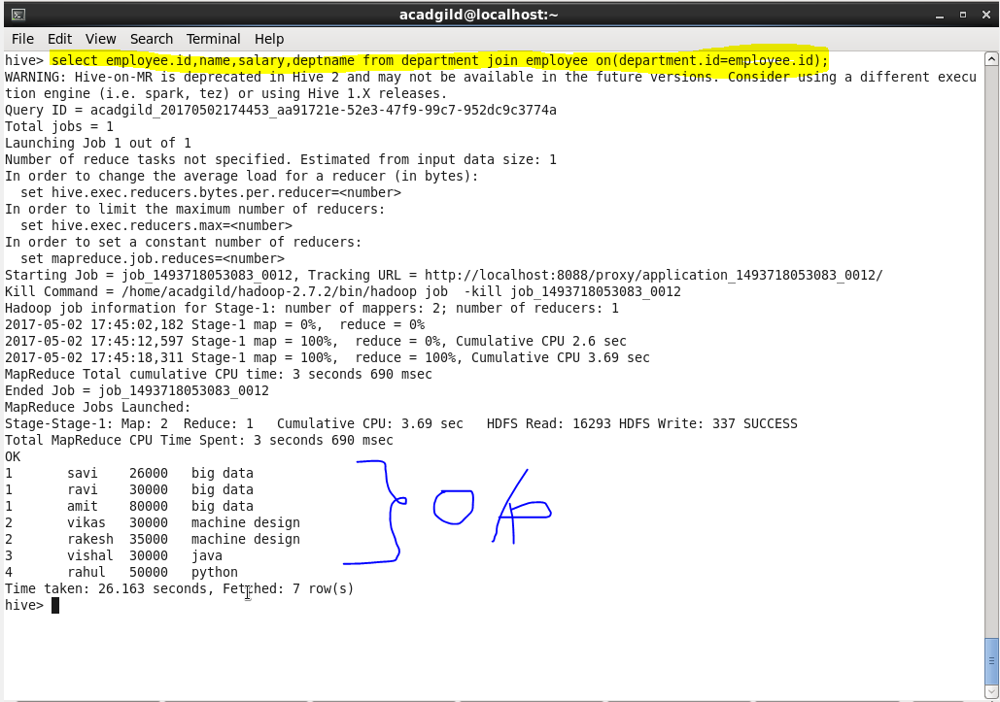 acadgild@localhost:~
File Edit View Search Terminal Help
hive> select employee.id,name,salary,deptname from department join employee on(department.id=employee.id);
WARNING: Hive-on-MR is deprecated in Hive 2 and may not be available in the future versions. Consider using a different execu
tion engine (i.e. spark, tez) or using Hive 1.X releases.
Query ID = acadgild_20170502174453_aa91721e-52e3-47f9-99c7-952dc9c3774a
Total jobs = 1
Launching Job 1 out of 1
Number of reduce tasks not specified. Estimated from input data size: 1
In order to change the average load for a reducer (in bytes):
  set hive.exec.reducers.bytes.per.reducer=<number>
In order to limit the maximum number of reducers:
  set hive.exec.reducers.max=<number>
In order to set a constant number of reducers:
  set mapreduce.job.reduces=<number>
Starting Job = job_1493718053083_0012, Tracking URL = http://localhost:8088/proxy/application_1493718053083_0012/
Kill Command = /home/acadgild/hadoop-2.7.2/bin/hadoop job  -kill job_1493718053083_0012
Hadoop job information for Stage-1: number of mappers: 2; number of reducers: 1
2017-05-02 17:45:02,182 Stage-1 map = 0%,  reduce = 0%
2017-05-02 17:45:12,597 Stage-1 map = 100%,  reduce = 0%, Cumulative CPU 2.6 sec
2017-05-02 17:45:18,311 Stage-1 map = 100%,  reduce = 100%, Cumulative CPU 3.69 sec
MapReduce Total cumulative CPU time: 3 seconds 690 msec
Ended Job = job_1493718053083_0012
MapReduce Jobs Launched:
Stage-Stage-1: Map: 2  Reduce: 1   Cumulative CPU: 3.69 sec   HDFS Read: 16293 HDFS Write: 337 SUCCESS
Total MapReduce CPU Time Spent: 3 seconds 690 msec
OK
1       savi    26000   big data
1       ravi    30000   big data
1       amit    80000   big data
2       vikas   30000   machine design
2       rakesh  35000   machine design
3       vishal  30000   java
4       rahul   50000   python
Time taken: 26.163 seconds, Fetched: 7 row(s)
hive>